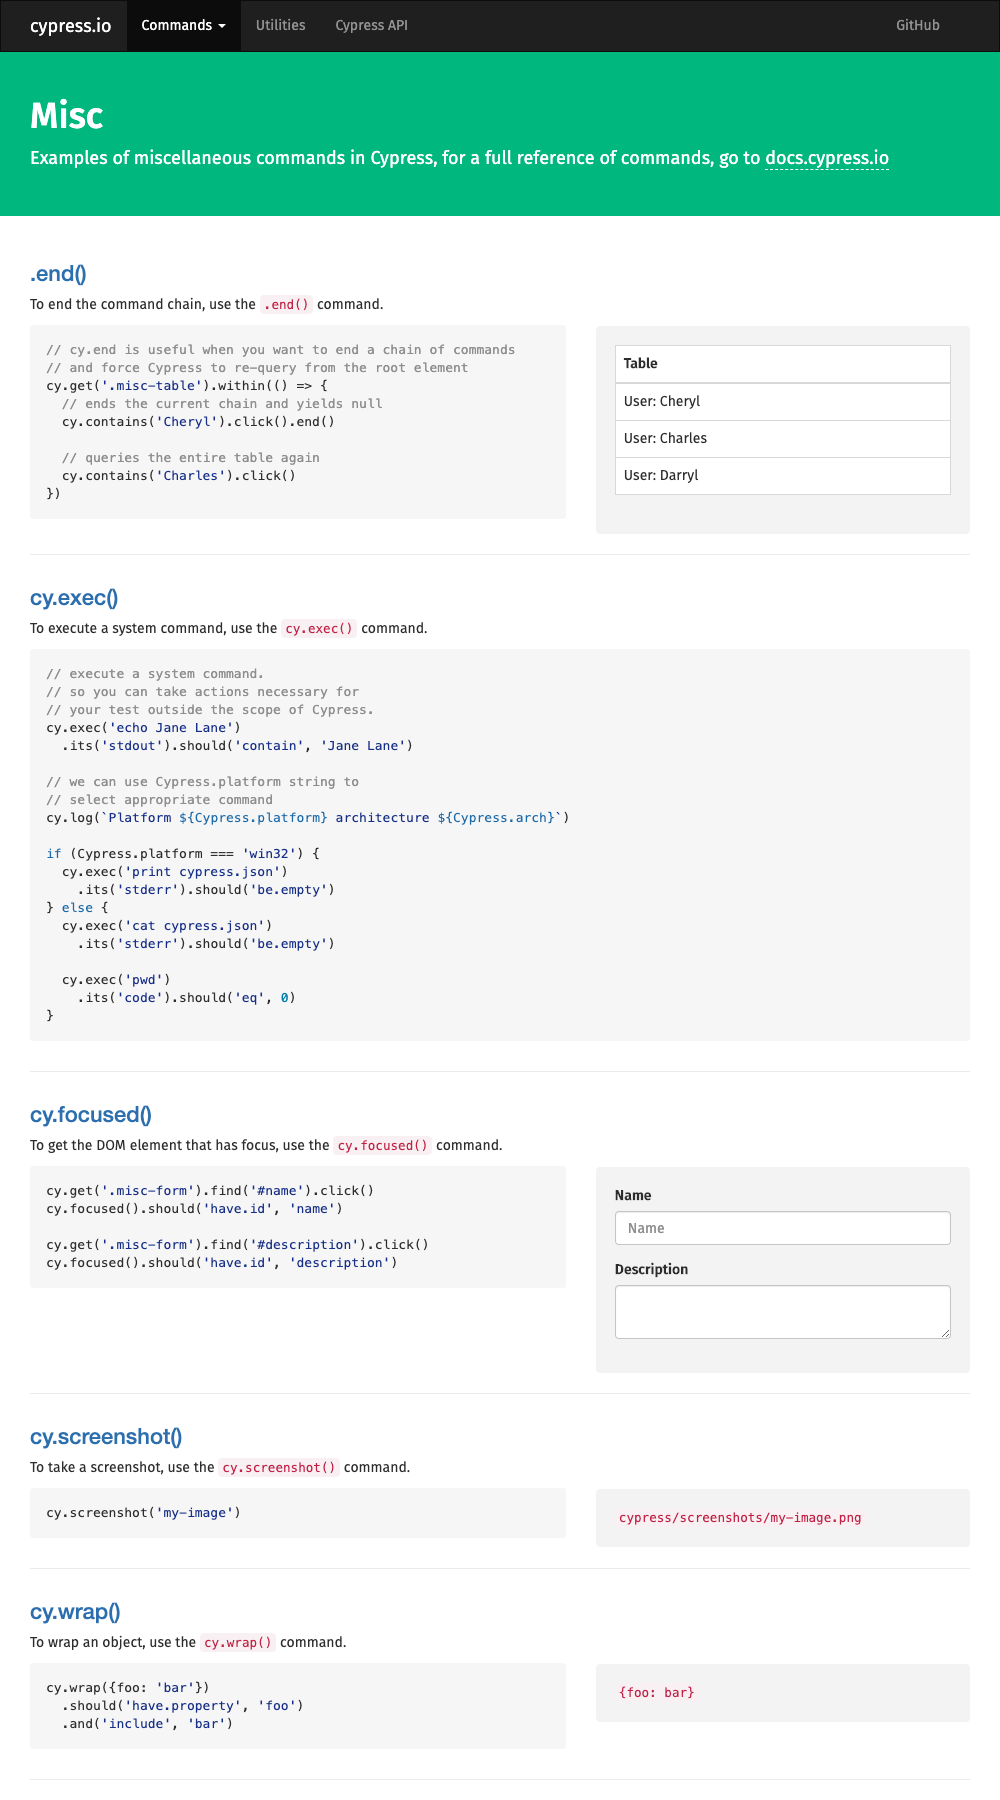 cypress.io Commands Utilities Cypress API GitHub
Misc
Examples of miscellaneous commands in Cypress, for a full reference of commands, go to docs.cypress.io
.end()
To end the command chain, use the .end() command.
// cy.end is useful when you want to end a chain of commands
// and force Cypress to re-query from the root element
cy.get('.misc-table').within(() => {
  // ends the current chain and yields null
  cy.contains('Cheryl').click().end()
  // queries the entire table again
  cy.contains('Charles').click()
})
Table
User: Cheryl
User: Charles
User: Darryl
cy.exec()
To execute a system command, use the cy.exec() command.
// execute a system command.
// so you can take actions necessary for
// your test outside the scope of Cypress.
cy.exec('echo Jane Lane')
  .its('stdout').should('contain', 'Jane Lane')
// we can use Cypress.platform string to
// select appropriate command
cy.log(`Platform ${Cypress.platform} architecture ${Cypress.arch}`)
if (Cypress.platform === 'win32') {
  cy.exec('print cypress.json')
    .its('stderr').should('be.empty')
} else {
  cy.exec('cat cypress.json')
    .its('stderr').should('be.empty')
  cy.exec('pwd')
    .its('code').should('eq', 0)
}
cy.focused()
To get the DOM element that has focus, use the cy.focused() command.
cy.get('.misc-form').find('#name').click()
cy.focused().should('have.id', 'name')
cy.get('.misc-form').find('#description').click()
cy.focused().should('have.id', 'description')
Name
Name
Description
cy.screenshot()
To take a screenshot, use the cy.screenshot() command.
cy.screenshot('my-image')
cypress/screenshots/my-image.png
cy.wrap()
To wrap an object, use the cy.wrap() command.
cy.wrap({foo: 'bar'})
  .should('have.property', 'foo')
  .and('include', 'bar')
{foo: bar}